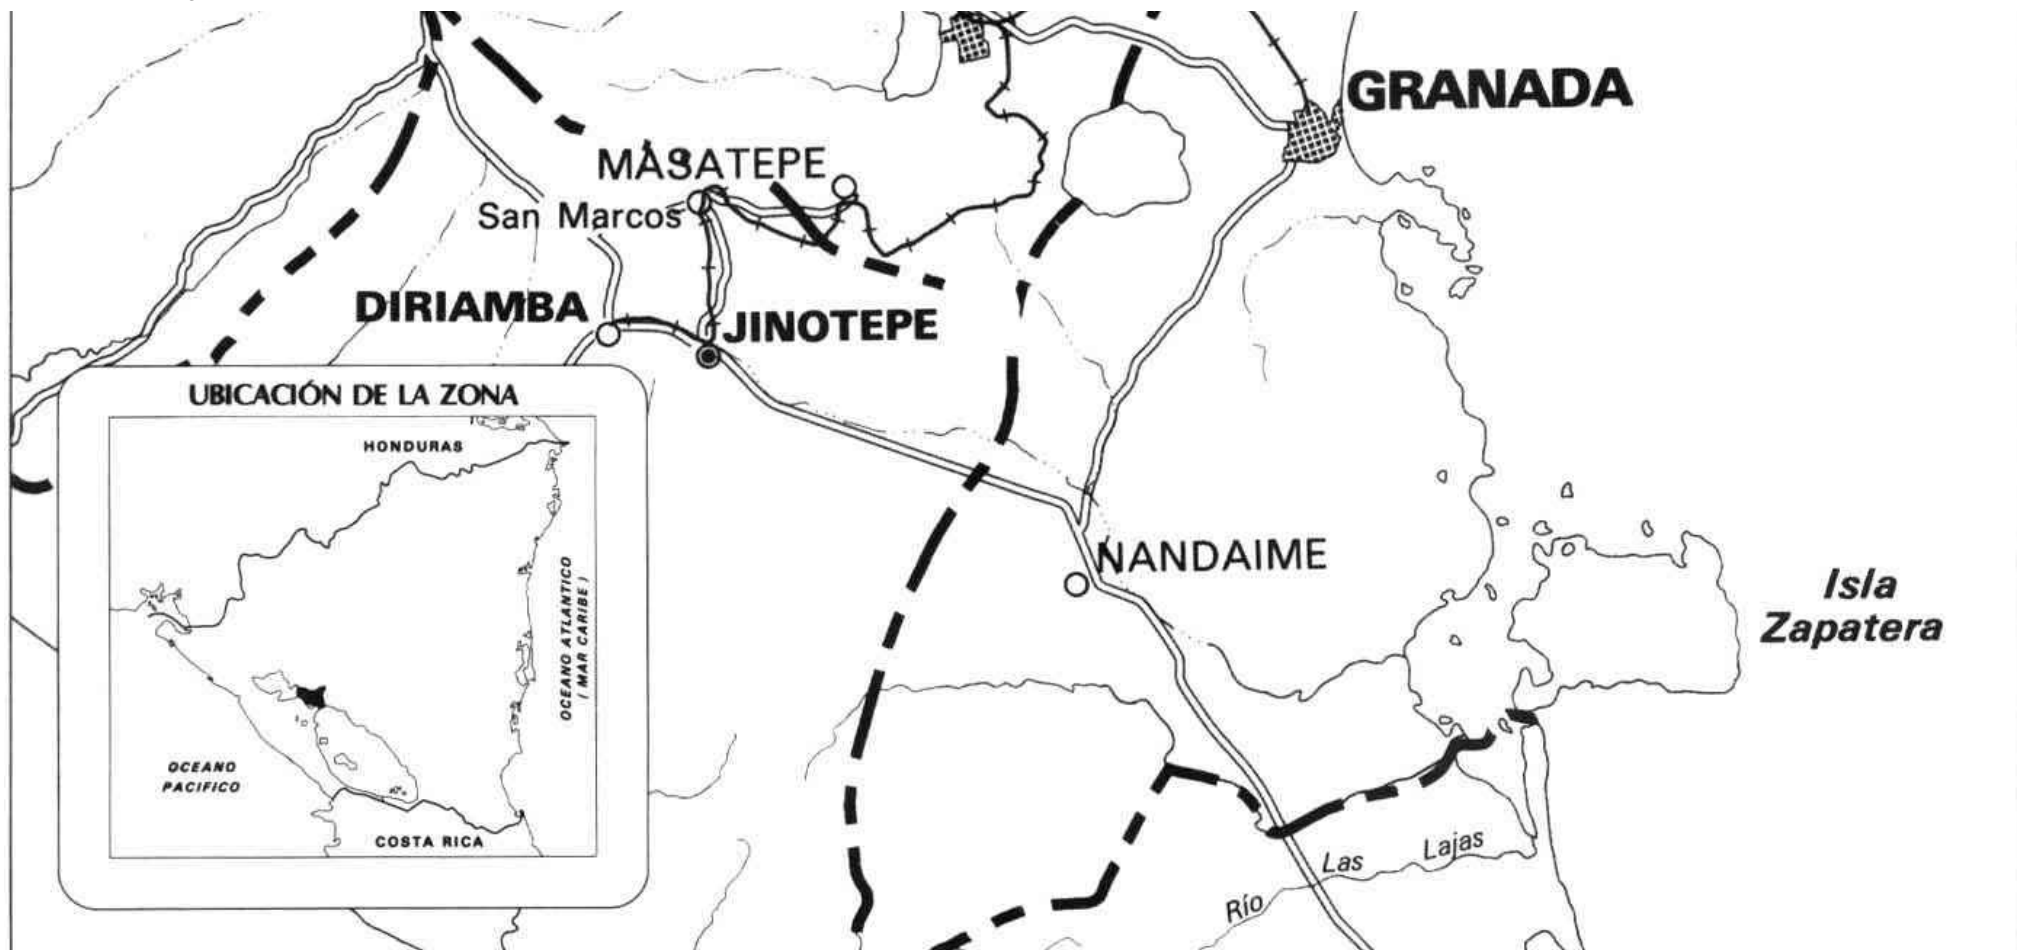 GRANADA
MASATEPE
San Marcos
DIRIAMBA
JINOTEPE
UBICACIÓN DE LA ZONA
HONDURAS
OCEANO ATLANTICO
( MAR CARIBE )
OCEANO
PACIFICO
COSTA RICA
NANDAIME
Isla
Zapatera
Río Las Lajas